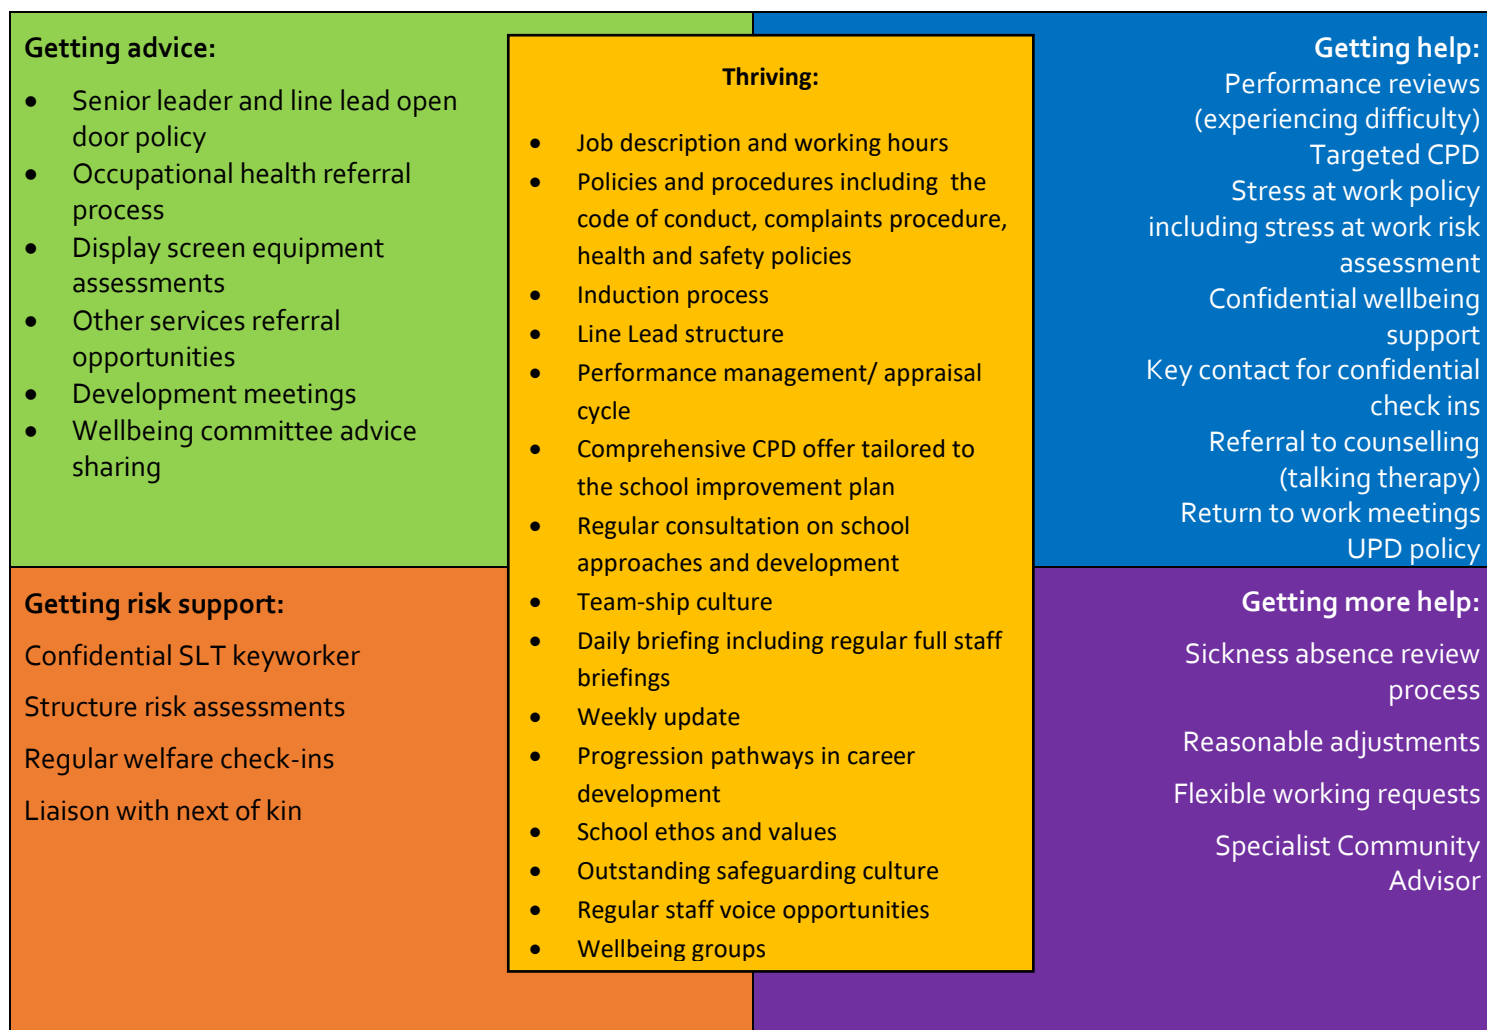 Getting advice:
• Senior leader and line lead open
door policy
• Occupational health referral
process
• Display screen equipment
assessments
• Other services referral
opportunities
• Development meetings
• Wellbeing committee advice
sharing
Thriving:
• Job description and working hours
• Policies and procedures including the
code of conduct, complaints procedure,
health and safety policies
• Induction process
• Line Lead structure
• Performance management/ appraisal
cycle
• Comprehensive CPD offer tailored to
the school improvement plan
• Regular consultation on school
approaches and development
• Team-ship culture
• Daily briefing including regular full staff
briefings
• Weekly update
• Progression pathways in career
development
• School ethos and values
• Outstanding safeguarding culture
• Regular staff voice opportunities
• Wellbeing groups
Getting help:
Performance reviews
(experiencing difficulty)
Targeted CPD
Stress at work policy
including stress at work risk
assessment
Confidential wellbeing
support
Key contact for confidential
check ins
Referral to counselling
(talking therapy)
Return to work meetings
UPD policy
Getting risk support:
Confidential SLT keyworker
Structure risk assessments
Regular welfare check-ins
Liaison with next of kin
Getting more help:
Sickness absence review
process
Reasonable adjustments
Flexible working requests
Specialist Community
Advisor